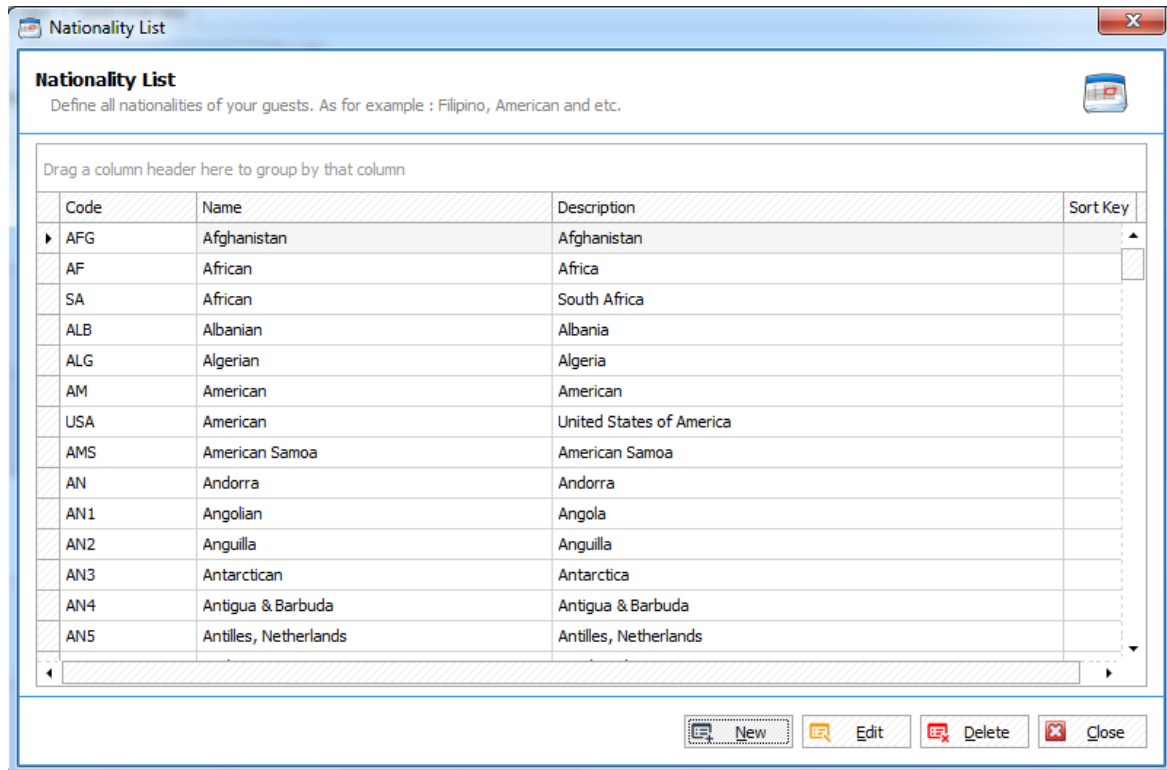 Nationality List
Nationality List
Define all nationalities of your guests. As for example : Filipino, American and etc.
Drag a column header here to group by that column
Code Name Description Sort Key
AFG Afghanistan Afghanistan
AF African Africa
SA African South Africa
ALB Albanian Albania
ALG Algerian Algeria
AM American American
USA American United States of America
AMS American Samoa American Samoa
AN Andorra Andorra
AN1 Angolian Angola
AN2 Anguilla Anguilla
AN3 Antarctican Antarctica
AN4 Antigua & Barbuda Antigua & Barbuda
AN5 Antilles, Netherlands Antilles, Netherlands
New Edit Delete Close